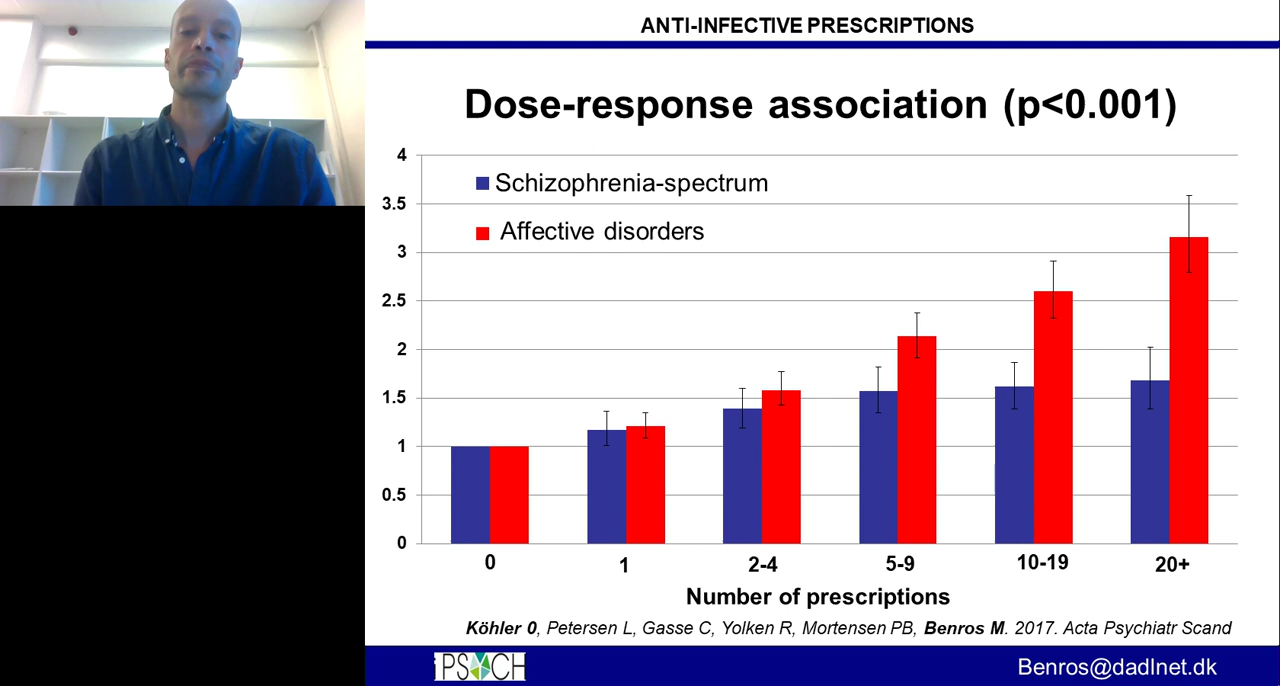 ANTI-INFECTIVE PRESCRIPTIONS
Dose-response association (p<0.001)
4
3.5
3
2.5
2
1.5
1
0.5
0
Schizophrenia-spectrum
Affective disorders
0
1
2-4
5-9
10-19
20+
Number of prescriptions
Köhler 0, Petersen L, Gasse C, Yolken R, Mortensen PB, Benros M. 2017. Acta Psychiatr Scand
iPSYCH
Benros@dadlnet.dk